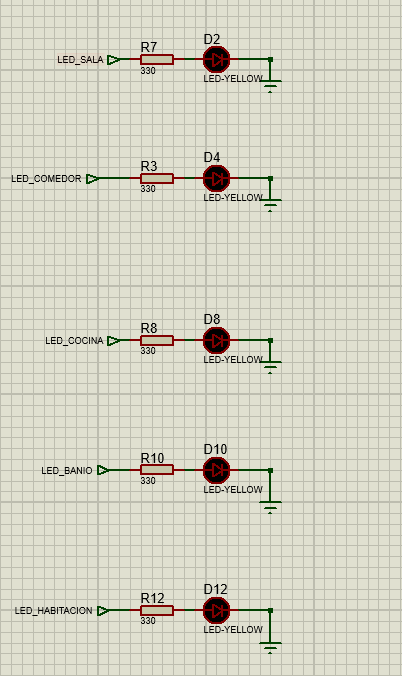 D2
R7
LED_SALA
330
LED-YELLOW
D4
R3
LED_COMEDOR
330
LED-YELLOW
D8
R8
LED_COCINA
330
LED-YELLOW
D10
R10
LED_BANIO
330
LED-YELLOW
D12
R12
LED_HABITACION
330
LED-YELLOW